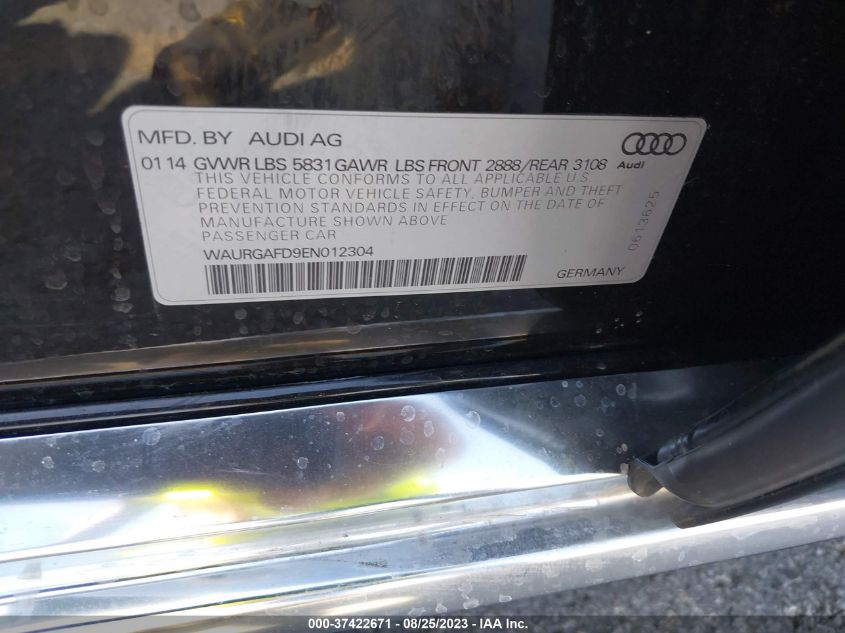 MFD. BY AUDI AG
01 14 GVWR LBS 5831 GAWR LBS FRONT 2888/REAR 3108
Audi
THIS VEHICLE CONFORMS TO ALL APPLICABLE U.S
FEDERAL MOTOR VEHICLE SAFETY, BUMPER AND THEFT
PREVENTION STANDARDS IN EFFECT ON THE DATE OF
MANUFACTURE SHOWN ABOVE
PASSENGER CAR
0613625
WAURGAFD9EN012304
GERMANY
000-37422671 - 08/25/2023 - IAA Inc.